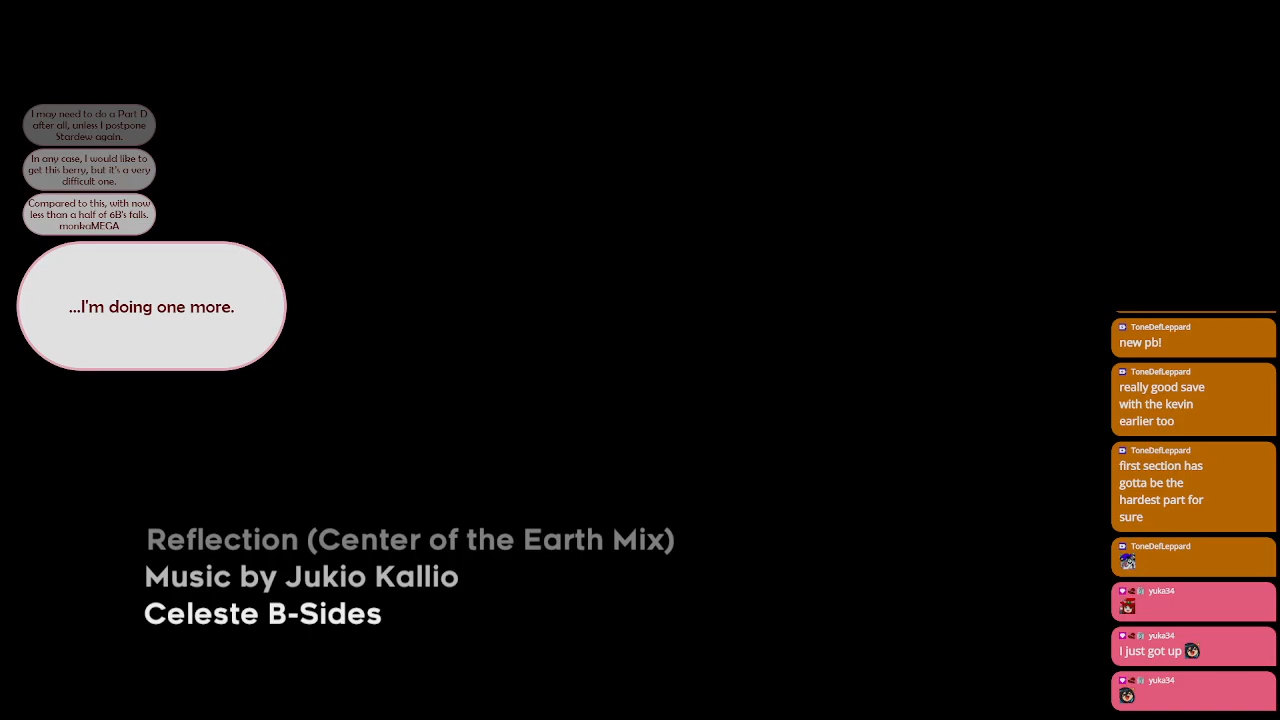 I may need to do a Part D
after all, unless I postpone
Stardew again.
In any case, I would like to
get this berry, but it's a very
difficult one.
Compared to this, with now
less than a half of 6B's falls.
monkaMEGA
...I'm doing one more.
Reflection (Center of the Earth Mix)
Music by Jukio Kallio
Celeste B-Sides
ToneDefLeppard
new pb!
ToneDefLeppard
really good save
with the kevin
earlier too
ToneDefLeppard
first section has
gotta be the
hardest part for
sure
ToneDefLeppard
yuka34
yuka34
I just got up
yuka34